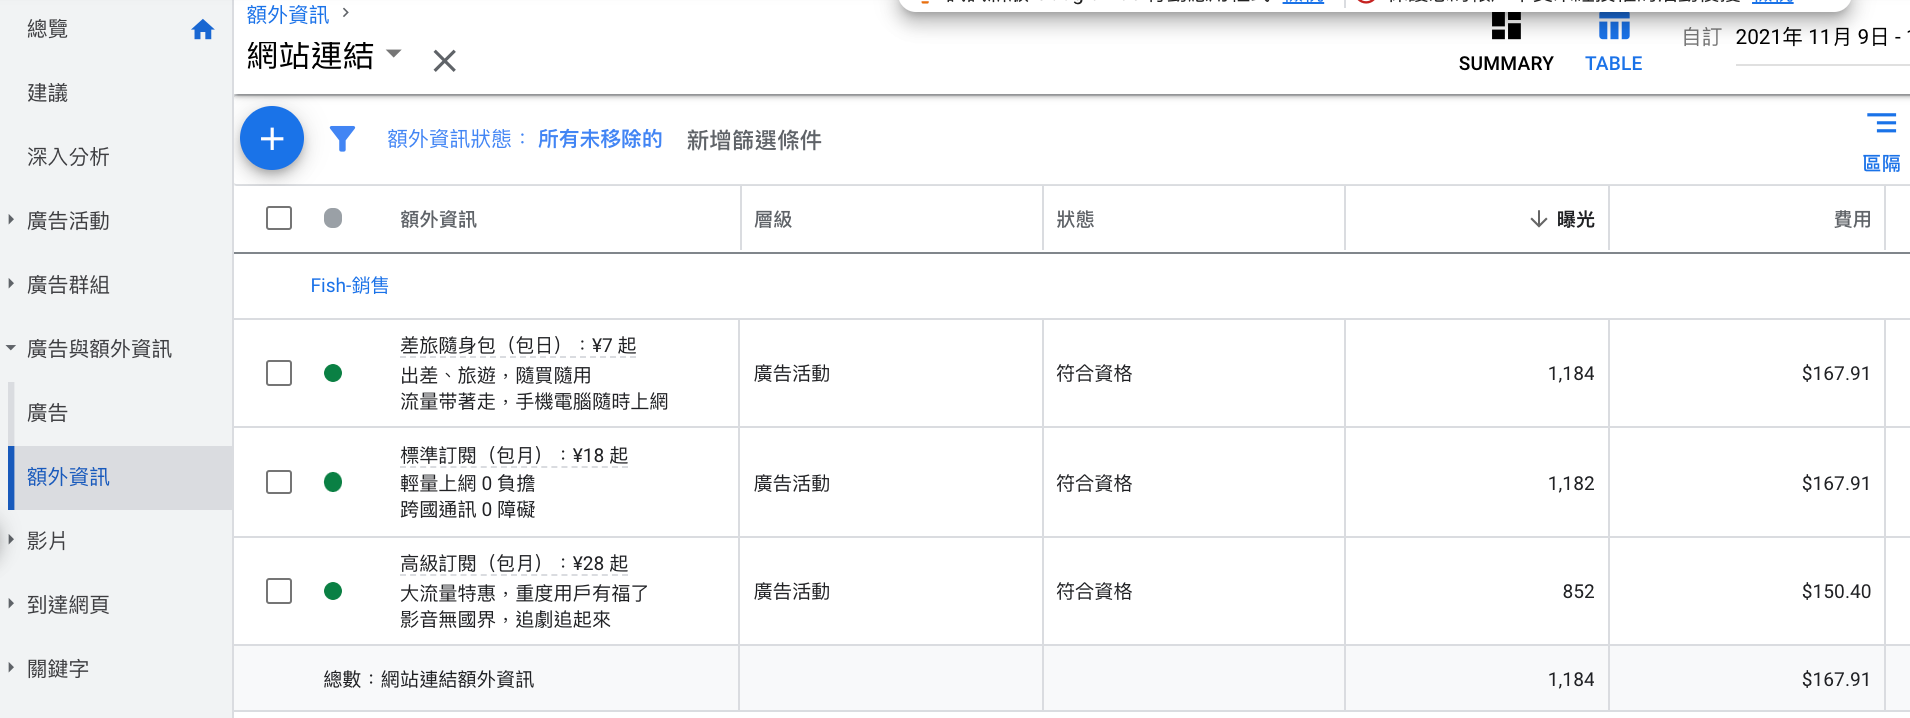 總覽
建議
深入分析
廣告活動
廣告群組
廣告與額外資訊
廣告
額外資訊
影片
到達網頁
關鍵字
額外資訊
網站連結
SUMMARY
TABLE
自訂 2021年 11月 9日 -
額外資訊狀態： 所有未移除的 新增篩選條件
區隔
額外資訊 層級 狀態 曝光 費用
Fish-銷售
差旅隨身包（包日）：¥7 起
出差、旅遊，隨買隨用
流量带著走，手機電腦隨時上網
廣告活動 符合資格 1,184 $167.91
標準訂閱（包月）：¥18 起
輕量上網 0 負擔
跨國通訊 0 障礙
廣告活動 符合資格 1,182 $167.91
高級訂閱（包月）：¥28 起
大流量特惠，重度用戶有福了
影音無國界，追劇追起來
廣告活動 符合資格 852 $150.40
總數：網站連結額外資訊 1,184 $167.91